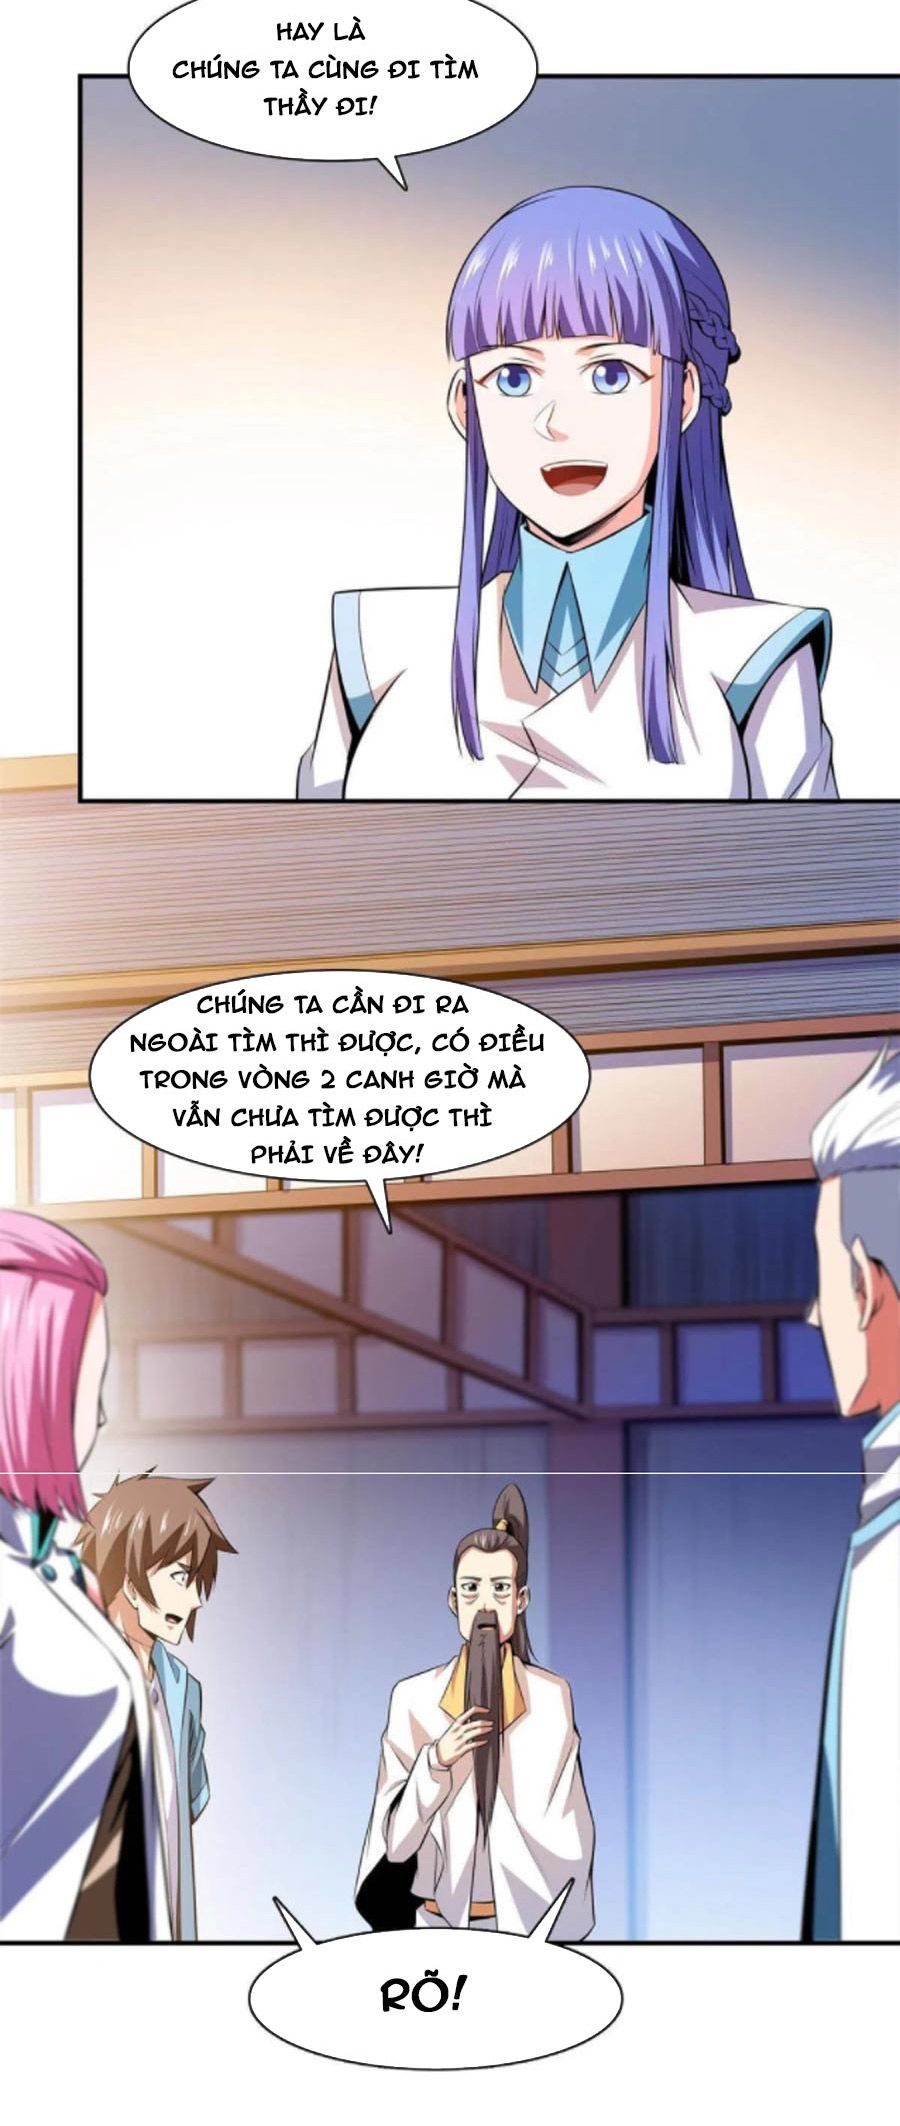 HAY LÀ
CHÚNG TA CÙNG ĐI TÌM
THẦY ĐI!
CHÚNG TA CẦN ĐI RA
NGOÀI TÌM THÌ ĐƯỢC, CÓ ĐIỀU
TRONG VÒNG 2 CANH GIỜ MÀ
VẪN CHƯA TÌM ĐƯỢC THÌ
PHẢI VỀ ĐÂY!
RÕ!